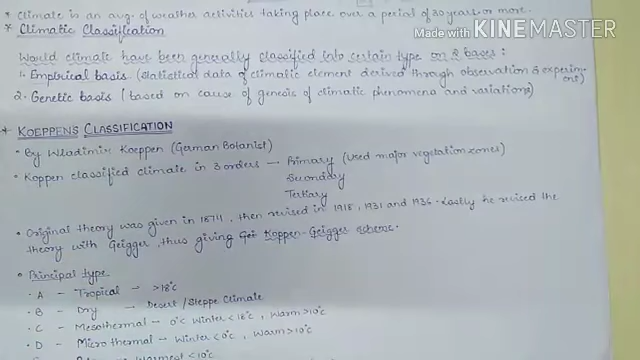 * Climate is an avg. of weather activities taking place over a period of 30 years or more.
Made with KINEMASTER
* Climatic Classification
World climate have been generally classified into certain type on 2 bases:
1. Empirical basis (statistical data of climatic element derived through observation & experiment)
2. Genetic basis (based on cause of genesis of climatic phenomena and variations)
* KOEPPENS CLASSIFICATION
• By Wladimir Koeppen (German Botanist)
• Koppen classified climate in 3 orders — Primary (used major vegetation zones)
Secondary
Tertiary
• Original theory was given in 18711, then revised in 1918, 1931 and 1936. Lastly he revised the
theory with Geigger, thus giving Koppen-Geigger scheme.
• Principal type
• A — Tropical — >18°C
• B — Dry — Desert/Steppe Climate
• C — Mesothermal — 0°C Winter <18°C, Warm >10°C
• D — Microthermal — Winter <0°C, Warm >10°C
Warmest <10°C